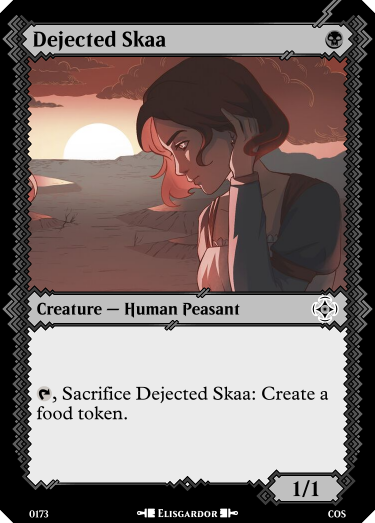 Dejected Skaa
Creature — Human Peasant
, Sacrifice Dejected Skaa: Create a
food token.
1/1
0173
Elisgardor
COS